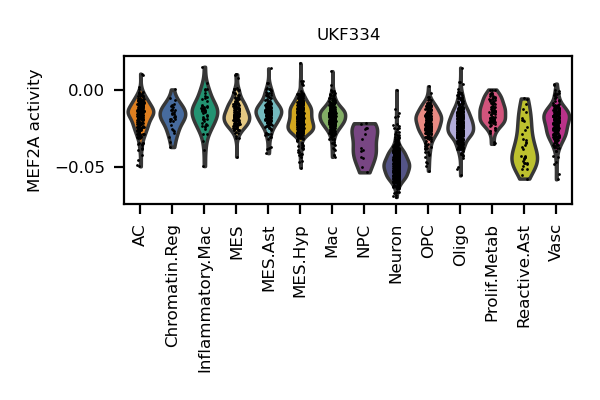 UKF334
MEF2A activity
0.00
−0.05
AC
Chromatin.Reg
Inflammatory.Mac
MES
MES.Ast
MES.Hyp
Mac
NPC
Neuron
OPC
Oligo
Prolif.Metab
Reactive.Ast
Vasc